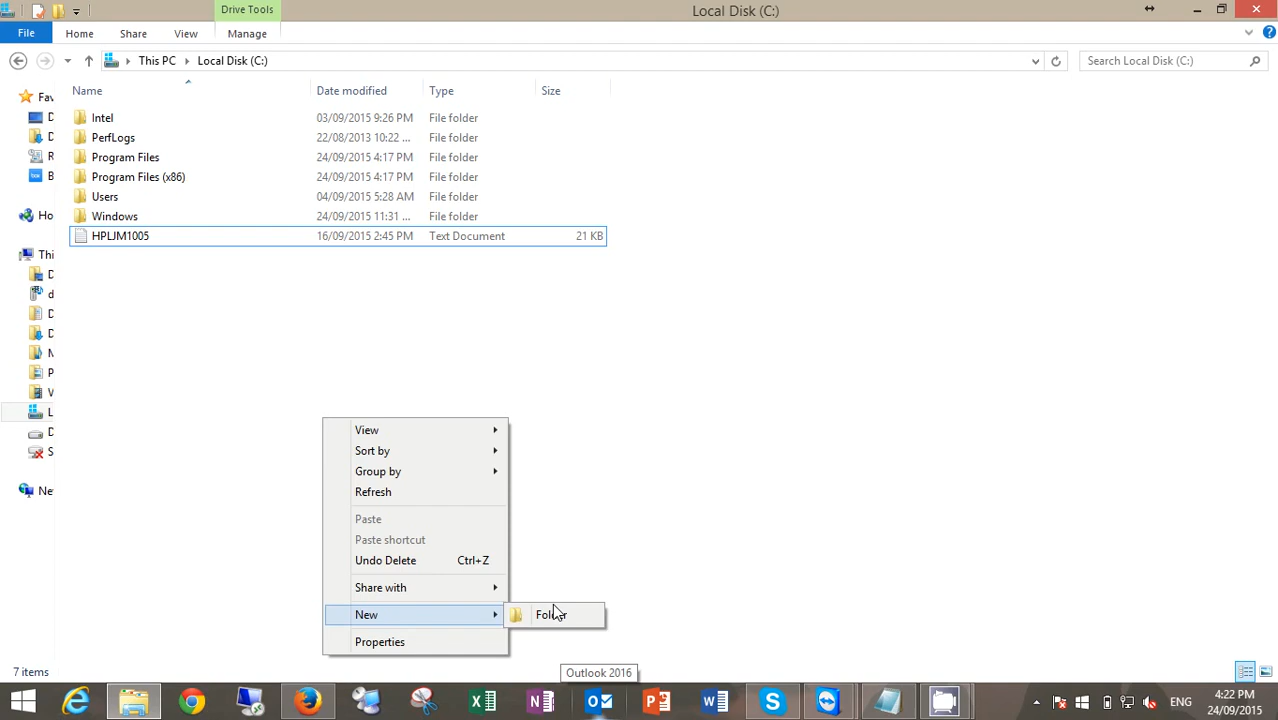 Drive Tools
Local Disk (C:)
File Home Share View Manage
This PC Local Disk (C:) Search Local Disk (C:)
Name Date modified Type Size
Fav
Intel 03/09/2015 9:26 PM File folder
D
PerfLogs 22/08/2013 10:22 ... File folder
D
Program Files 24/09/2015 4:17 PM File folder
R
Program Files (x86) 24/09/2015 4:17 PM File folder
B
Users 04/09/2015 5:28 AM File folder
Windows 24/09/2015 11:31 ... File folder
Ho
HPLJM1005 16/09/2015 2:45 PM Text Document 21 KB
Thi
D
d
D
D
M
P
V
L
D
S
Ne
View
Sort by
Group by
Refresh
Paste
Paste shortcut
Undo Delete Ctrl+Z
Share with
New
Folder
Properties
7 items
Outlook 2016
ENG
4:22 PM
24/09/2015